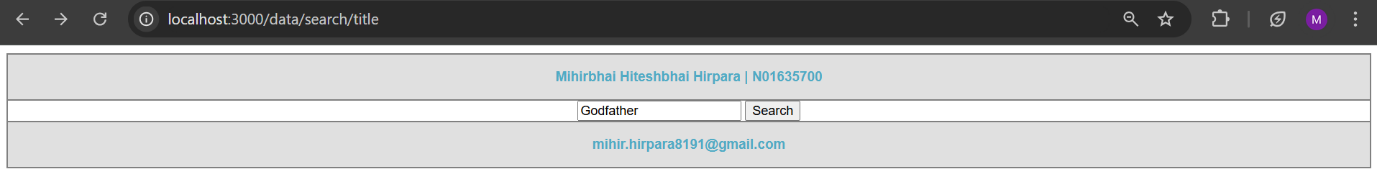 localhost:3000/data/search/title
M
Mihirbhai Hiteshbhai Hirpara | N01635700
Godfather Search
mihir.hirpara8191@gmail.com